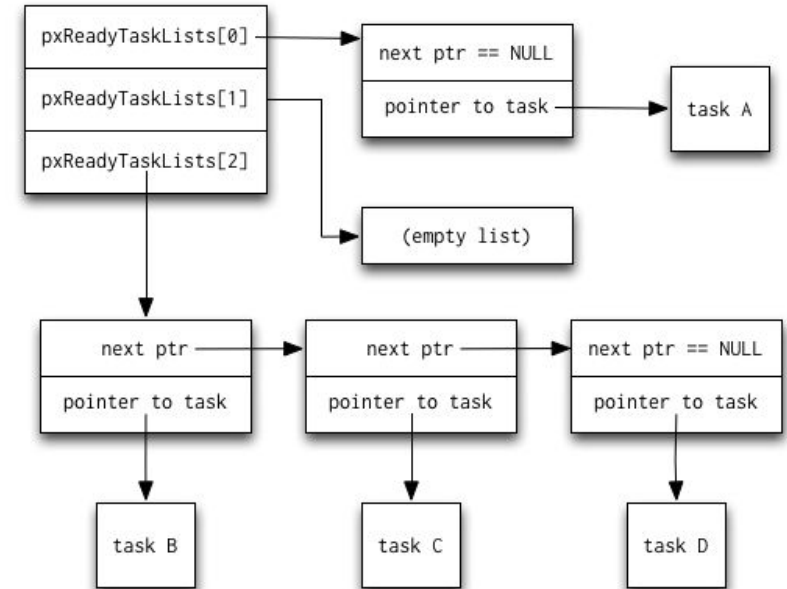 pxReadyTaskLists[0]
next ptr == NULL
pxReadyTaskLists[1]
pointer to task
task A
pxReadyTaskLists[2]
(empty list)
next ptr
next ptr
next ptr == NULL
pointer to task
pointer to task
pointer to task
task B
task C
task D